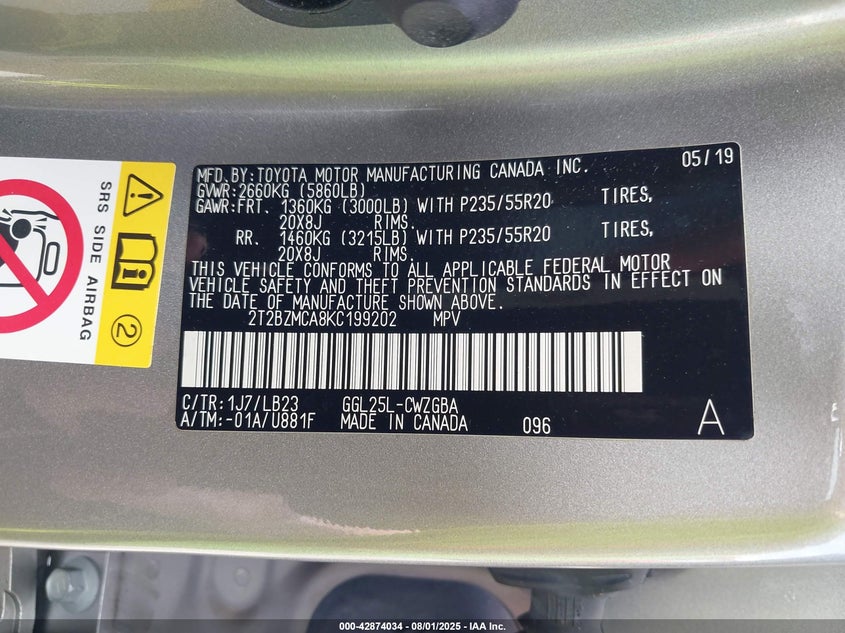 MFD.BY:TOYOTA MOTOR MANUFACTURING CANADA INC. 05/19
GVWR:2660KG (5860LB)
GAWR:FRT. 1360KG (3000LB) WITH P235/55R20 TIRES,
20X8J RIMS.
RR. 1460KG (3215LB) WITH P235/55R20 TIRES,
20X8J RIMS.
THIS VEHICLE CONFORMS TO ALL APPLICABLE FEDERAL MOTOR
VEHICLE SAFETY AND THEFT PREVENTION STANDARDS IN EFFECT ON
THE DATE OF MANUFACTURE SHOWN ABOVE.
2T2BZMCA8KC199202 MPV
C/TR:1J7/LB23 GGL25L-CWZGBA
A/TM:-01A/U881F MADE IN CANADA 096 A
SRS SIDE AIRBAG
2
000-42874034 - 08/01/2025 - IAA Inc.